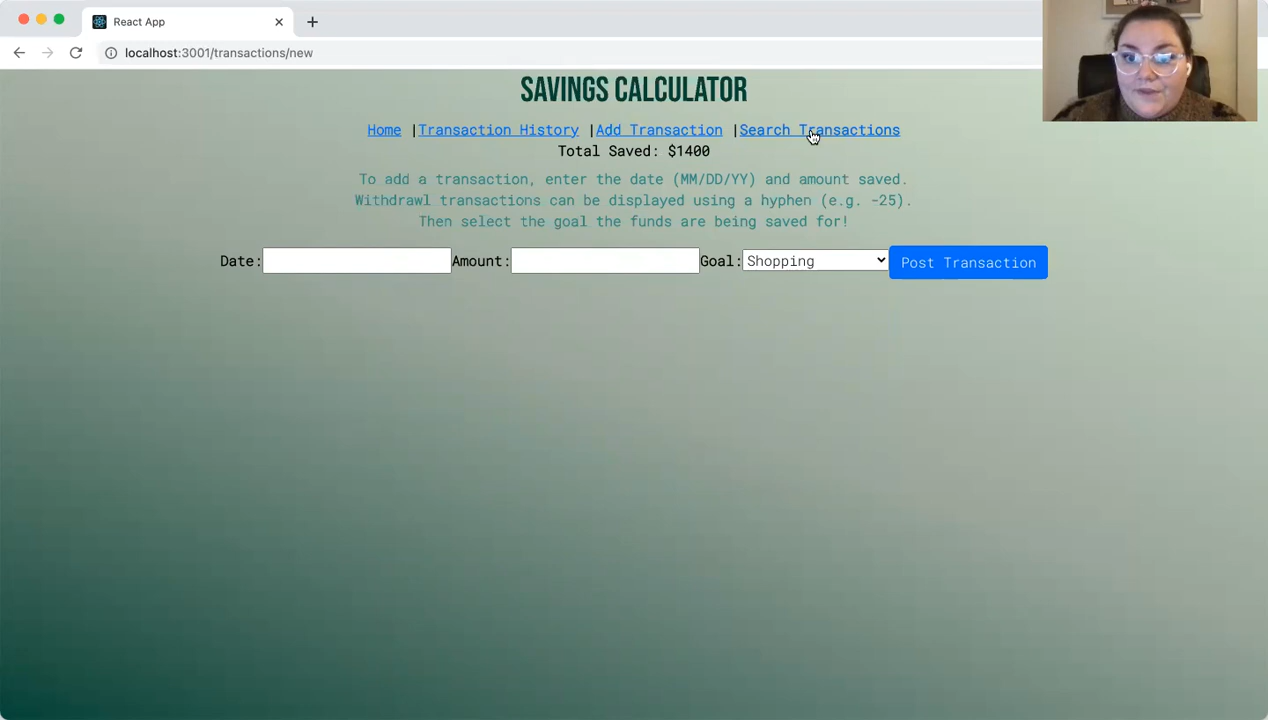 React App
localhost:3001/transactions/new
SAVINGS CALCULATOR
Home |Transaction History |Add Transaction |Search Transactions
Total Saved: $1400
To add a transaction, enter the date (MM/DD/YY) and amount saved.
Withdrawl transactions can be displayed using a hyphen (e.g. -25).
Then select the goal the funds are being saved for!
Date: Amount: Goal: Shopping Post Transaction